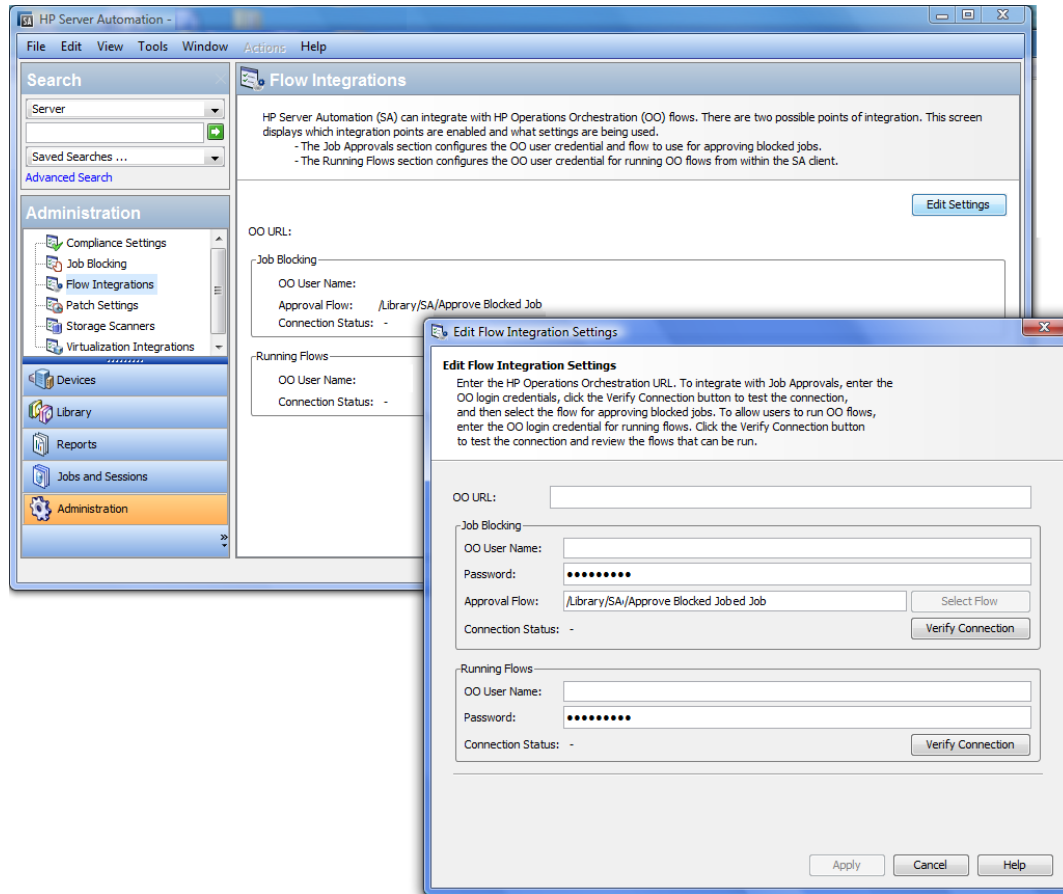 HP Server Automation -
File Edit View Tools Window Actions Help
Search
Server
Saved Searches ...
Advanced Search
Administration
Compliance Settings
Job Blocking
Flow Integrations
Patch Settings
Storage Scanners
Virtualization Integrations
Devices
Library
Reports
Jobs and Sessions
Administration
Flow Integrations
HP Server Automation (SA) can integrate with HP Operations Orchestration (OO) flows. There are two possible points of integration. This screen
displays which integration points are enabled and what settings are being used.
- The Job Approvals section configures the OO user credential and flow to use for approving blocked jobs.
- The Running Flows section configures the OO user credential for running OO flows from within the SA client.
Edit Settings
OO URL:
Job Blocking
OO User Name:
Approval Flow: /Library/SA/Approve Blocked Job
Connection Status: -
Running Flows
OO User Name:
Connection Status: -
Edit Flow Integration Settings
Edit Flow Integration Settings
Enter the HP Operations Orchestration URL. To integrate with Job Approvals, enter the
OO login credentials, click the Verify Connection button to test the connection,
and then select the flow for approving blocked jobs. To allow users to run OO flows,
enter the OO login credential for running flows. Click the Verify Connection button
to test the connection and review the flows that can be run.
OO URL:
Job Blocking
OO User Name:
Password: •••••••••
Approval Flow: /Library/SA/Approve Blocked Jobed Job Select Flow
Connection Status: - Verify Connection
Running Flows
OO User Name:
Password: •••••••••
Connection Status: - Verify Connection
Apply Cancel Help